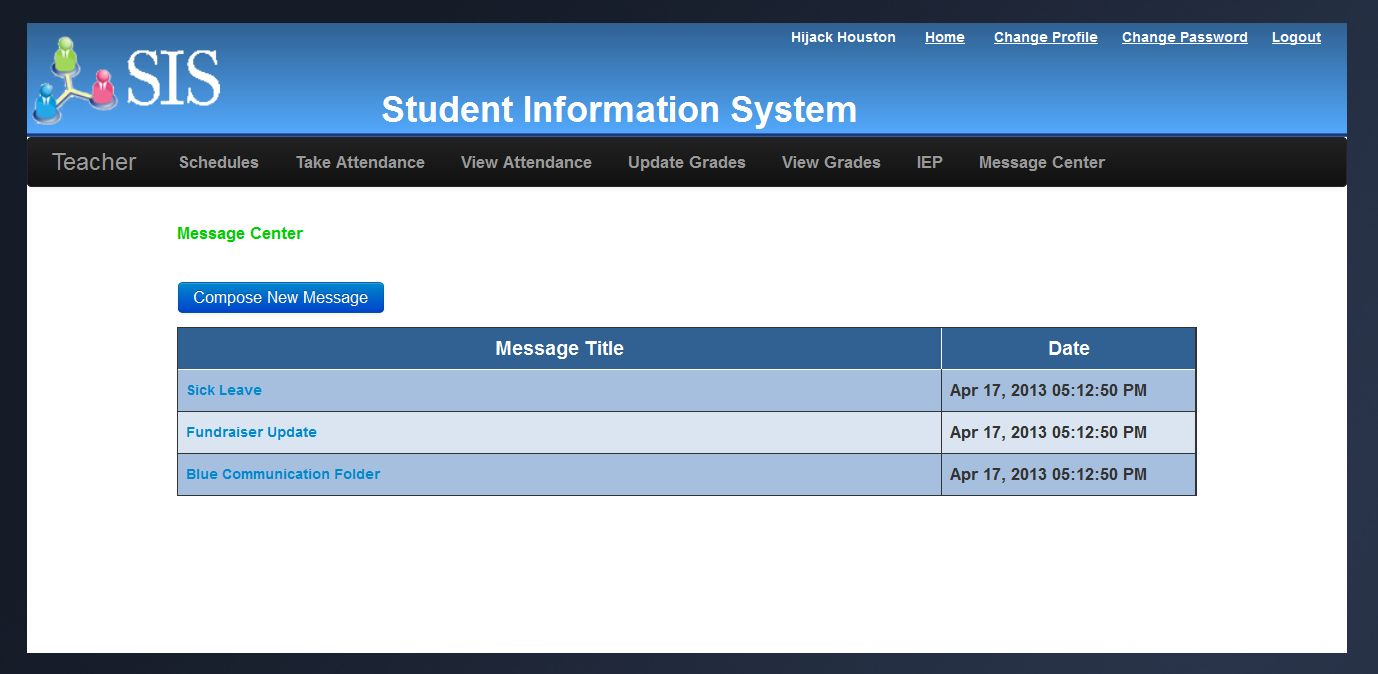 Hijack Houston Home Change Profile Change Password Logout
SIS
Student Information System
Teacher Schedules Take Attendance View Attendance Update Grades View Grades IEP Message Center
Message Center
Compose New Message
Message Title Date
Sick Leave Apr 17, 2013 05:12:50 PM
Fundraiser Update Apr 17, 2013 05:12:50 PM
Blue Communication Folder Apr 17, 2013 05:12:50 PM